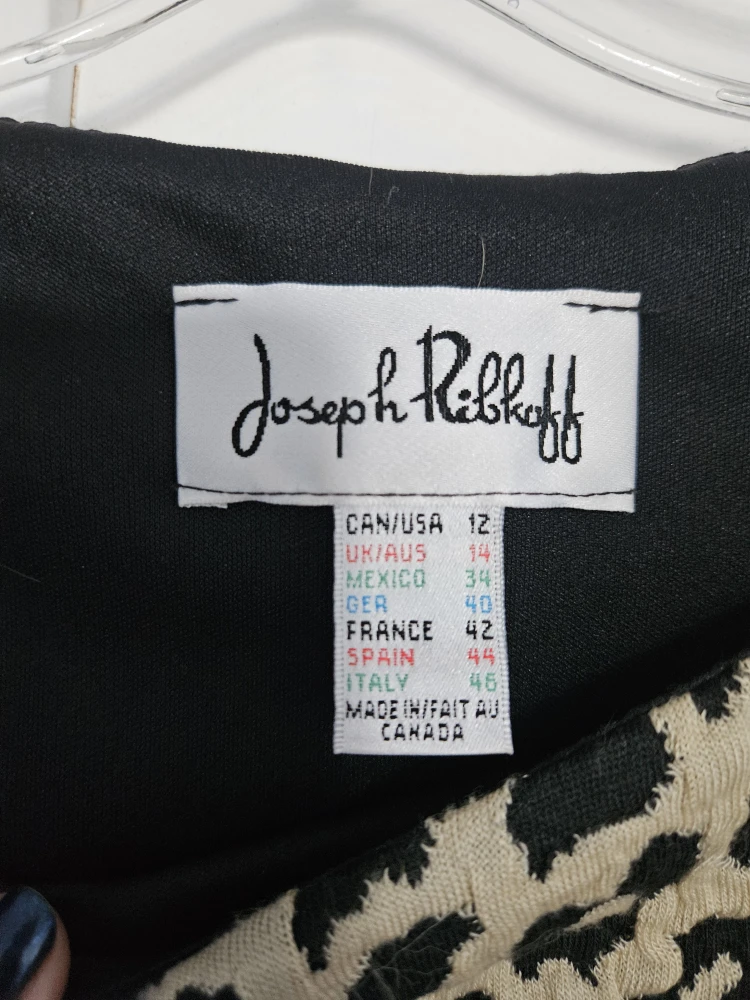 Joseph Ribkoff
CAN/USA 12
UK/AUS 14
MEXICO 34
GER 40
FRANCE 42
SPAIN 44
ITALY 46
MADE IN/FAIT AU
CANADA